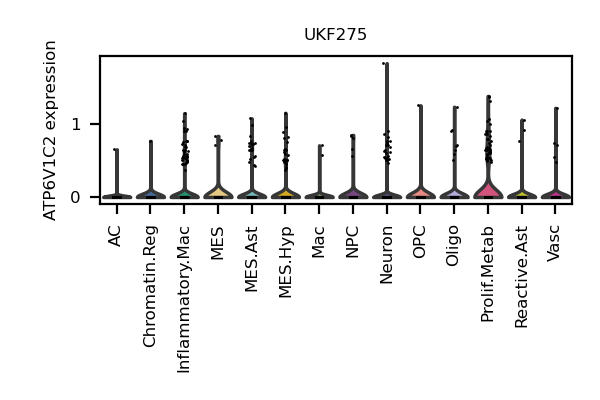 UKF275
ATP6V1C2 expression
1
0
AC
Chromatin.Reg
Inflammatory.Mac
MES
MES.Ast
MES.Hyp
Mac
NPC
Neuron
OPC
Oligo
Prolif.Metab
Reactive.Ast
Vasc